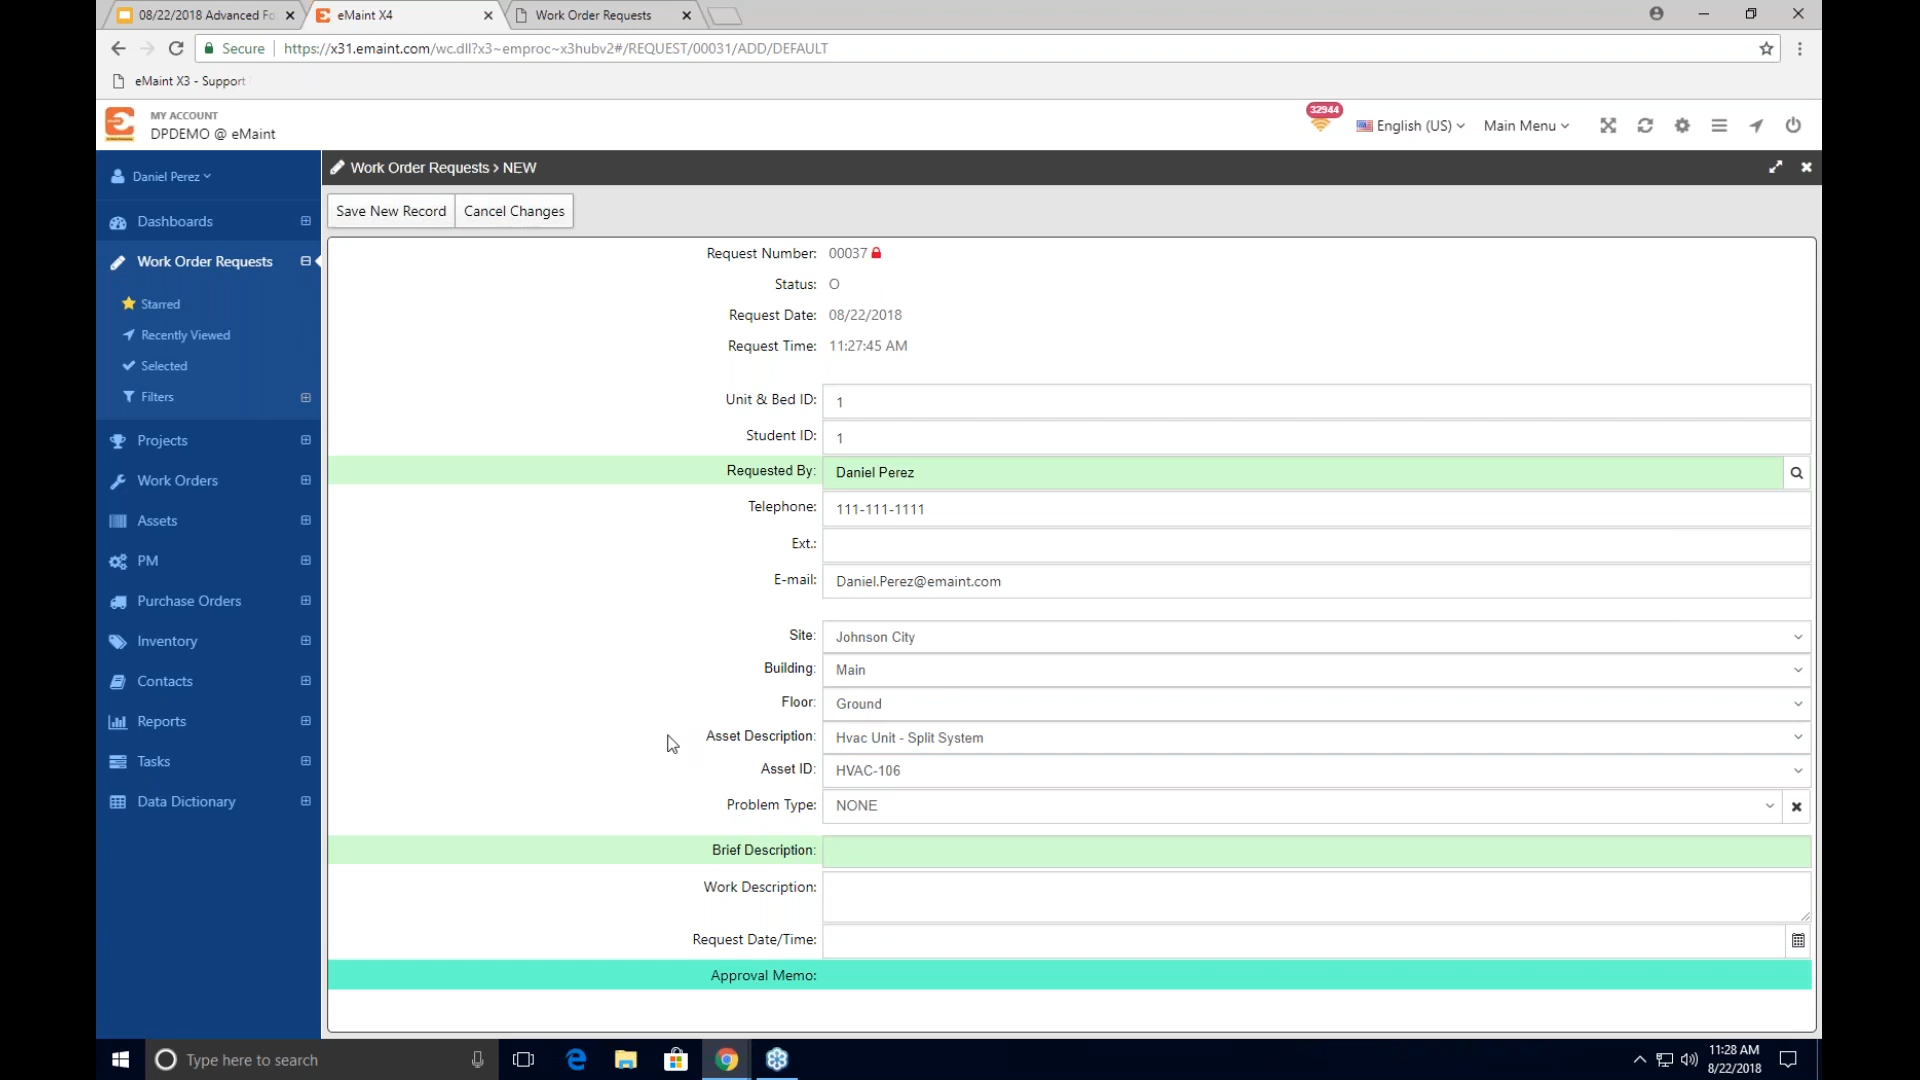 08/22/2018 Advanced Fo
eMaint X4
Work Order Requests
Secure
https://x31.emaint.com/wc.dll?x3~emproc~x3hubv2#/REQUEST/00031/ADD/DEFAULT
eMaint X3 - Support
MY ACCOUNT
DPDEMO @ eMaint
32944
English (US)
Main Menu
Daniel Perez
Dashboards
Work Order Requests
Starred
Recently Viewed
Selected
Filters
Projects
Work Orders
Assets
PM
Purchase Orders
Inventory
Contacts
Reports
Tasks
Data Dictionary
Work Order Requests > NEW
Save New Record
Cancel Changes
Request Number: 00037
Status: O
Request Date: 08/22/2018
Request Time: 11:27:45 AM
Unit & Bed ID: 1
Student ID: 1
Requested By: Daniel Perez
Telephone: 111-111-1111
Ext.:
E-mail: Daniel.Perez@emaint.com
Site: Johnson City
Building: Main
Floor: Ground
Asset Description: Hvac Unit - Split System
Asset ID: HVAC-106
Problem Type: NONE
Brief Description:
Work Description:
Request Date/Time:
Approval Memo:
Type here to search
11:28 AM
8/22/2018